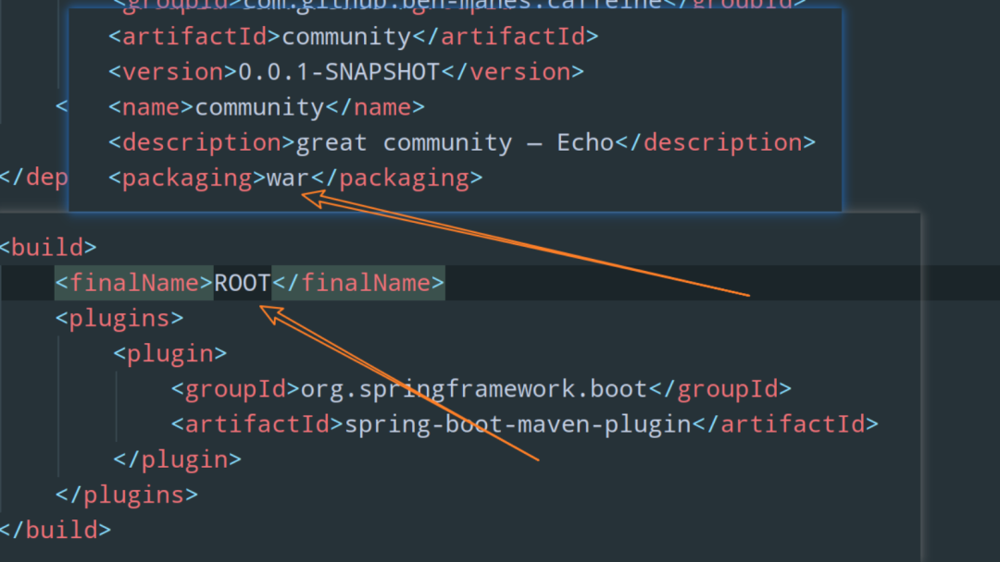 <groupId>com.github.ben-manes.caffeine</groupId>
<artifactId>community</artifactId>
<version>0.0.1-SNAPSHOT</version>
<name>community</name>
<description>great community — Echo</description>
<packaging>war</packaging>
<
</dep
<build>
<finalName>ROOT</finalName>
<plugins>
<plugin>
<groupId>org.springframework.boot</groupId>
<artifactId>spring-boot-maven-plugin</artifactId>
</plugin>
</plugins>
</build>